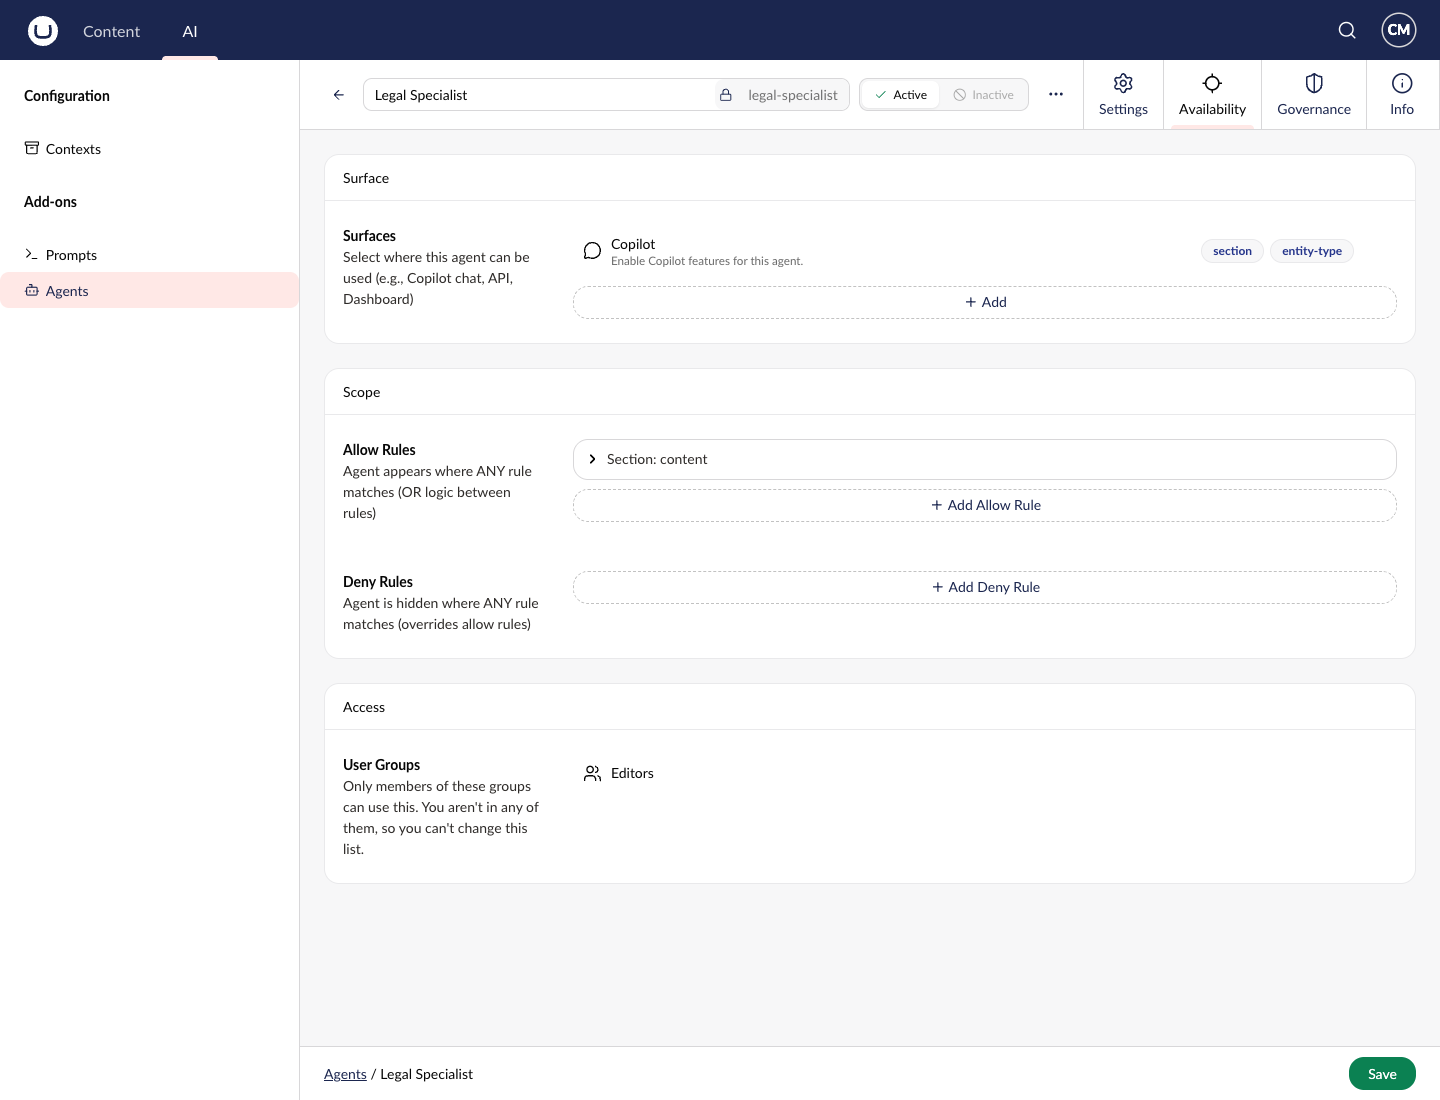 Content
AI
CM
Configuration
Contexts
Add-ons
Prompts
Agents
Legal Specialist
legal-specialist
Active
Inactive
Settings
Availability
Governance
Info
Surface
Surfaces
Select where this agent can be
used (e.g., Copilot chat, API,
Dashboard)
Copilot
Enable Copilot features for this agent.
section
entity-type
+ Add
Scope
Allow Rules
Agent appears where ANY rule
matches (OR logic between
rules)
Section: content
+ Add Allow Rule
Deny Rules
Agent is hidden where ANY rule
matches (overrides allow rules)
+ Add Deny Rule
Access
User Groups
Only members of these groups
can use this. You aren't in any of
them, so you can't change this
list.
Editors
Agents / Legal Specialist
Save